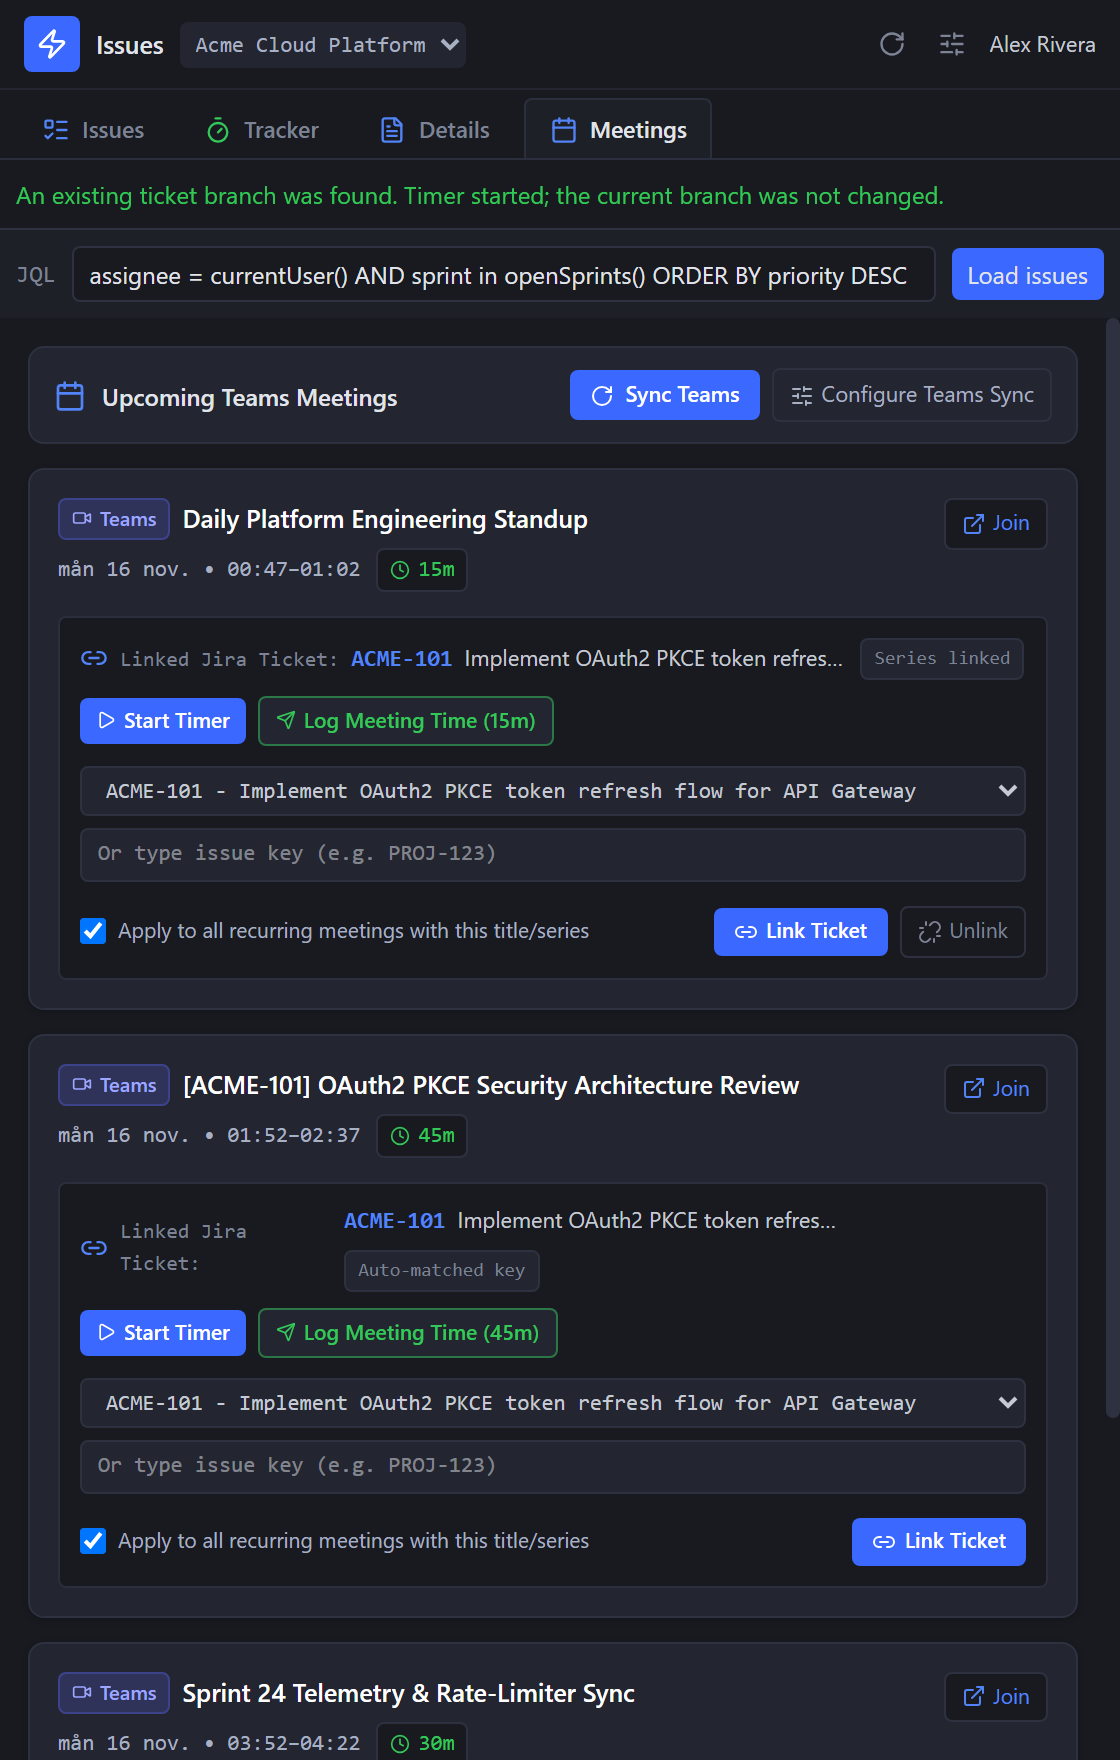 Issues
Acme Cloud Platform
Alex Rivera
Issues
Tracker
Details
Meetings
An existing ticket branch was found. Timer started; the current branch was not changed.
JQL
assignee = currentUser() AND sprint in openSprints() ORDER BY priority DESC
Load issues
Upcoming Teams Meetings
Sync Teams
Configure Teams Sync
Teams
Daily Platform Engineering Standup
Join
mån 16 nov. • 00:47–01:02
15m
Linked Jira Ticket: ACME-101 Implement OAuth2 PKCE token refres...
Series linked
Start Timer
Log Meeting Time (15m)
ACME-101 - Implement OAuth2 PKCE token refresh flow for API Gateway
Or type issue key (e.g. PROJ-123)
Apply to all recurring meetings with this title/series
Link Ticket
Unlink
Teams
[ACME-101] OAuth2 PKCE Security Architecture Review
Join
mån 16 nov. • 01:52–02:37
45m
Linked Jira
Ticket:
ACME-101 Implement OAuth2 PKCE token refres...
Auto-matched key
Start Timer
Log Meeting Time (45m)
ACME-101 - Implement OAuth2 PKCE token refresh flow for API Gateway
Or type issue key (e.g. PROJ-123)
Apply to all recurring meetings with this title/series
Link Ticket
Teams
Sprint 24 Telemetry & Rate-Limiter Sync
Join
mån 16 nov. • 03:52–04:22
30m